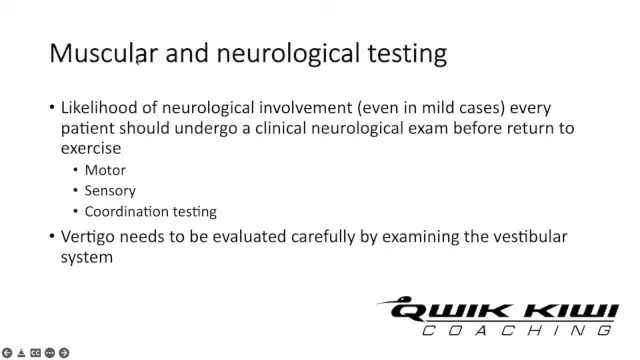 Muscular and neurological testing
• Likelihood of neurological involvement (even in mild cases) every
patient should undergo a clinical neurological exam before return to
exercise
• Motor
• Sensory
• Coordination testing
• Vertigo needs to be evaluated carefully by examining the vestibular
system
QWIK KIWI
COACHING
CC